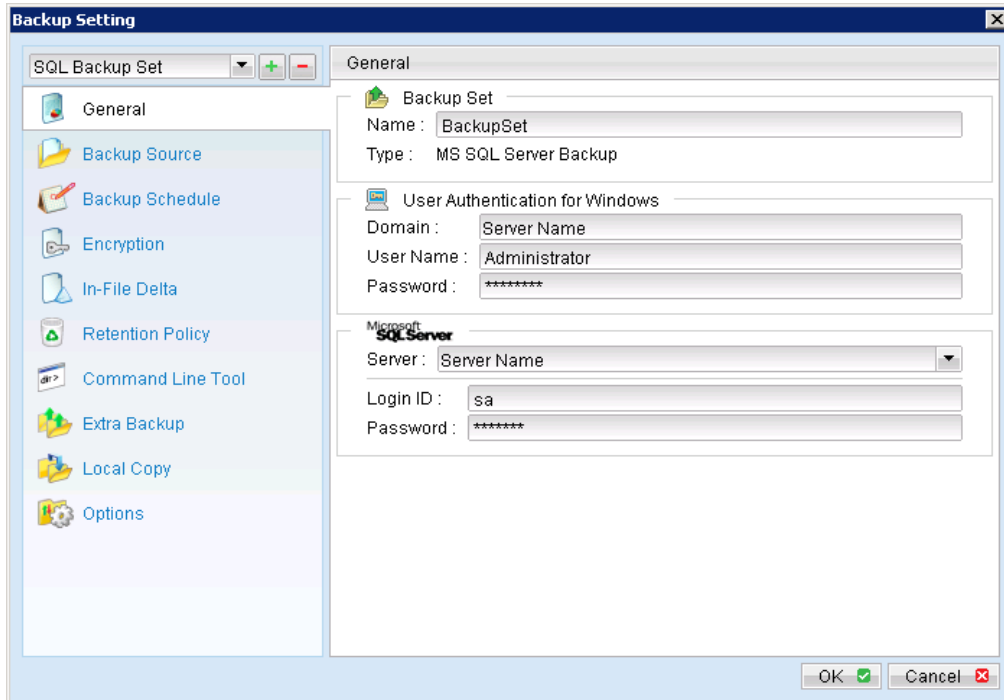 Backup Setting
SQL Backup Set
General
Backup Source
Backup Schedule
Encryption
In-File Delta
Retention Policy
dir>
Command Line Tool
Extra Backup
Local Copy
Options
General
Backup Set
Name : BackupSet
Type : MS SQL Server Backup
User Authentication for Windows
Domain : Server Name
User Name : Administrator
Password : ********
Microsoft
SQL Server
Server : Server Name
Login ID : sa
Password : *******
OK
Cancel